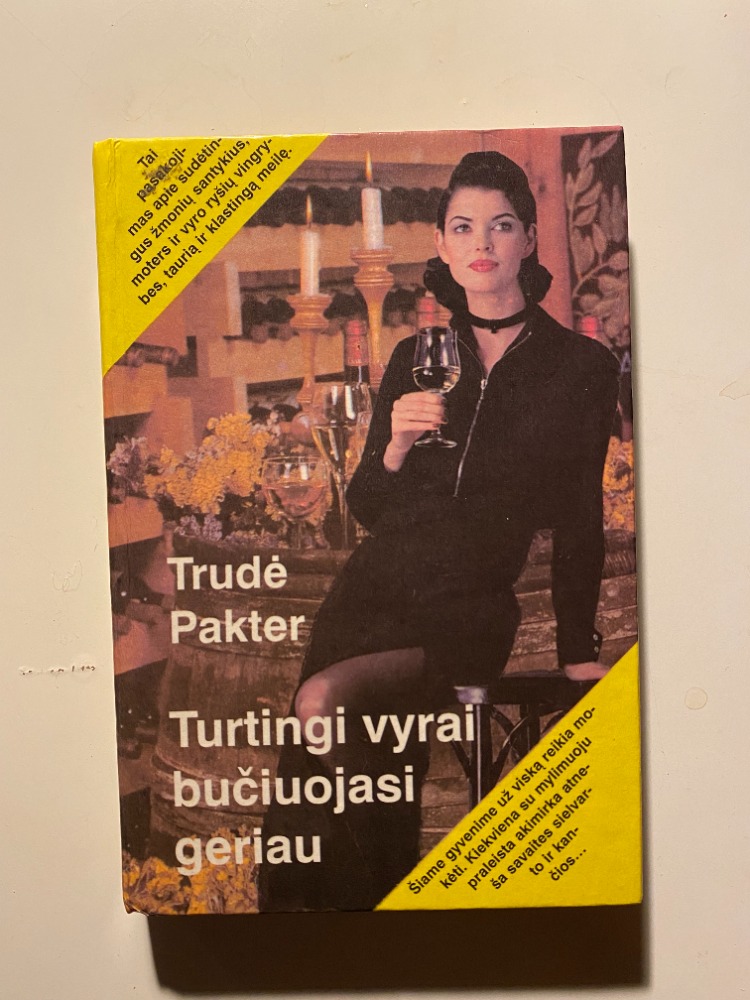 Tai
pasakoji-
mas apie sudėtin-
gus žmonių santykius,
moters ir vyro ryšių vingry-
bes, taurią ir klastingą meilę.
Trudė
Pakter
Turtingi vyrai
bučiuojasi
geriau
Šiame gyvenime už viską reikia mo-
kėti. Kiekviena su mylimuoju
praleista akimirka atne-
ša savaites sielvar-
to ir kan-
čios...